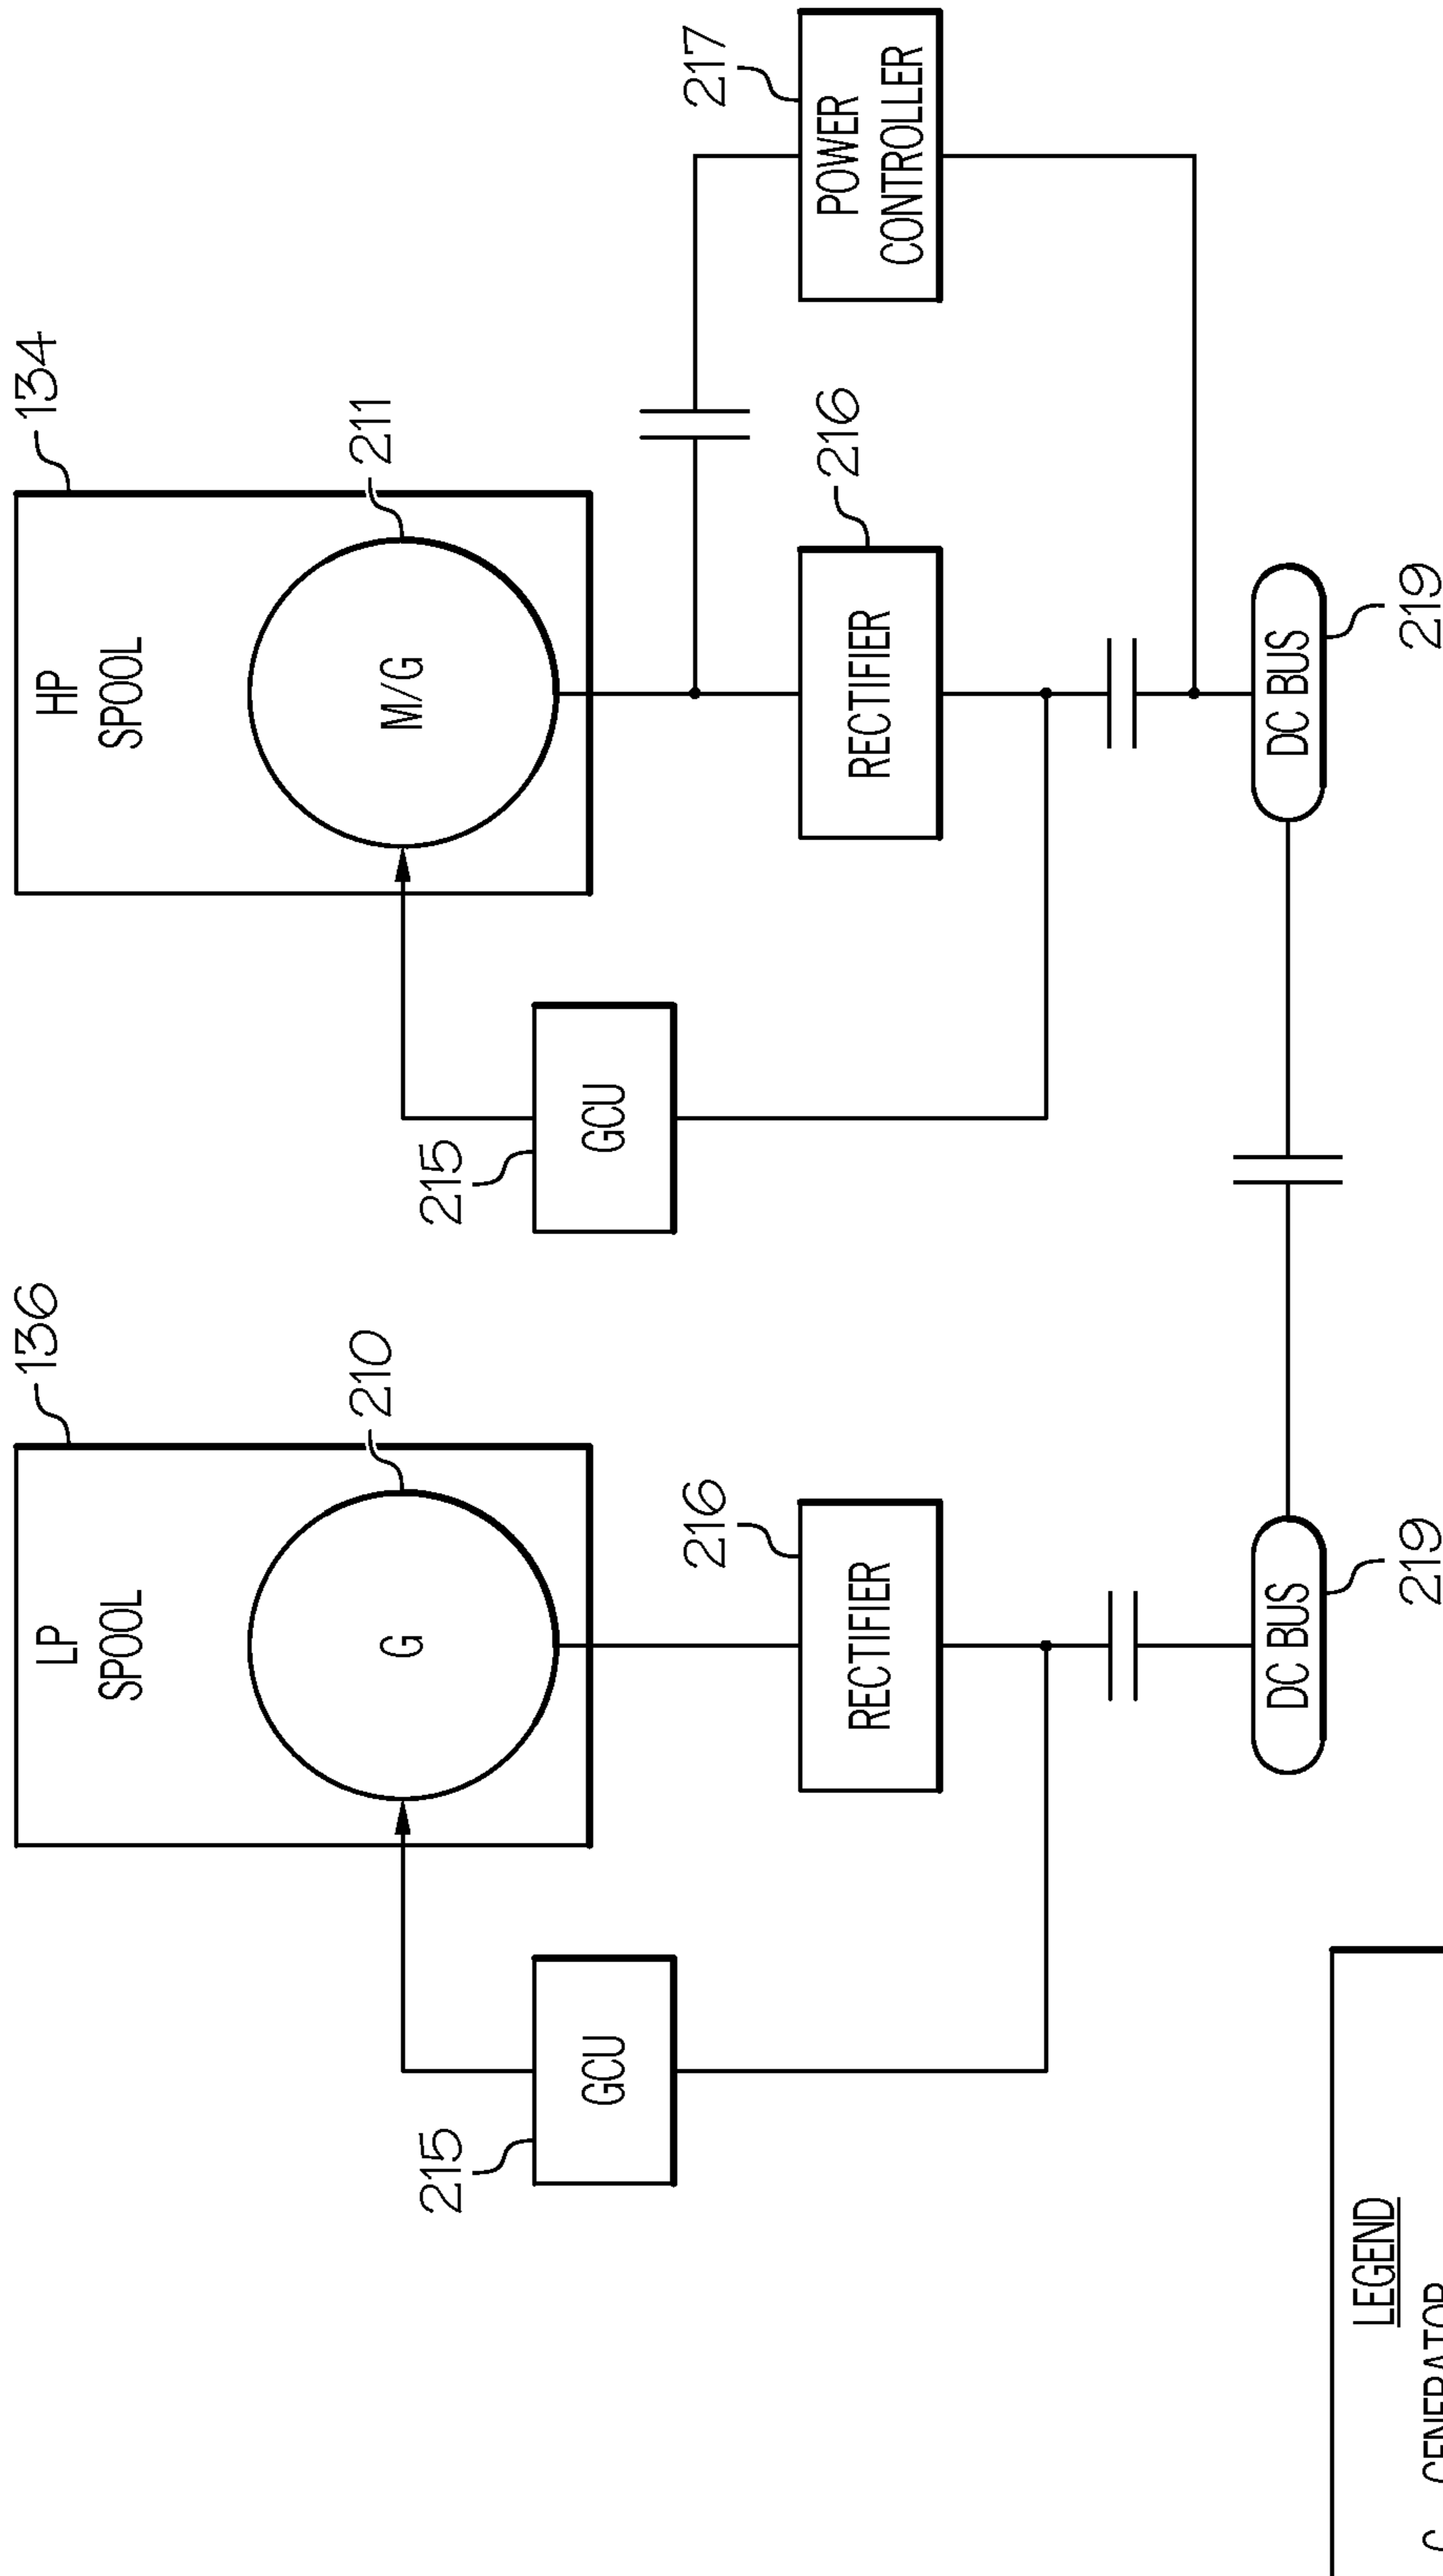 136
LP
SPOOL
210
G
215
GCU
216
RECTIFIER
219
DC BUS
134
HP
SPOOL
211
M/G
215
GCU
216
RECTIFIER
217
POWER
CONTROLLER
219
DC BUS
LEGEND
GENERATOR